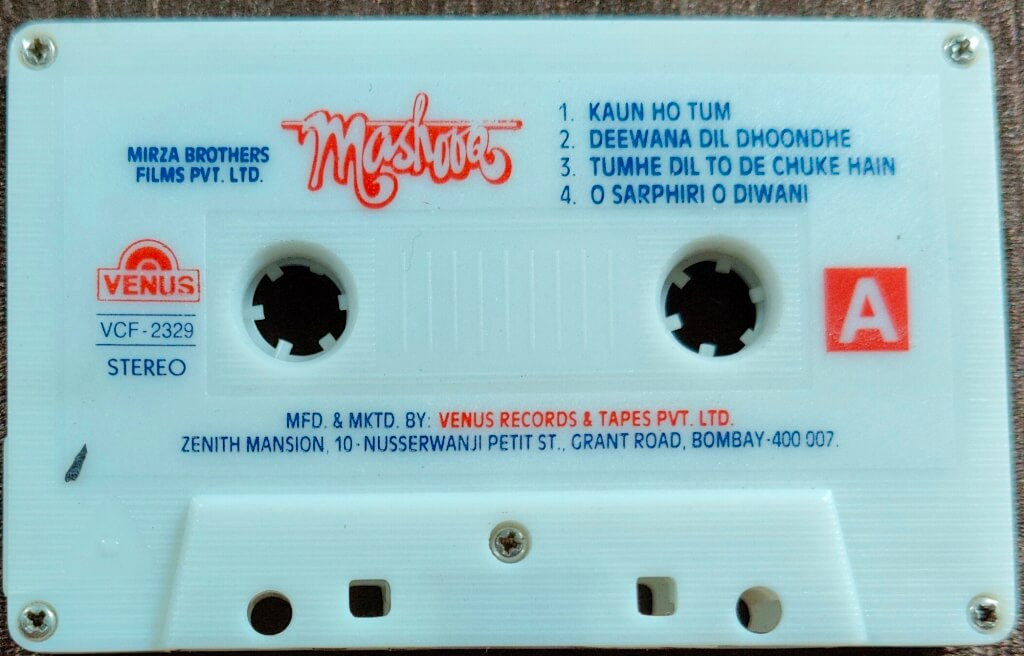 MIRZA BROTHERS
FILMS PVT. LTD.
Mashooq
1. KAUN HO TUM
2. DEEWANA DIL DHOONDHE
3. TUMHE DIL TO DE CHUKE HAIN
4. O SARPHIRI O DIWANI
VENUS
VCF-2329
STEREO
A
MFD. & MKTD. BY: VENUS RECORDS & TAPES PVT. LTD.
ZENITH MANSION, 10-NUSSERWANJI PETIT ST., GRANT ROAD, BOMBAY-400 007.